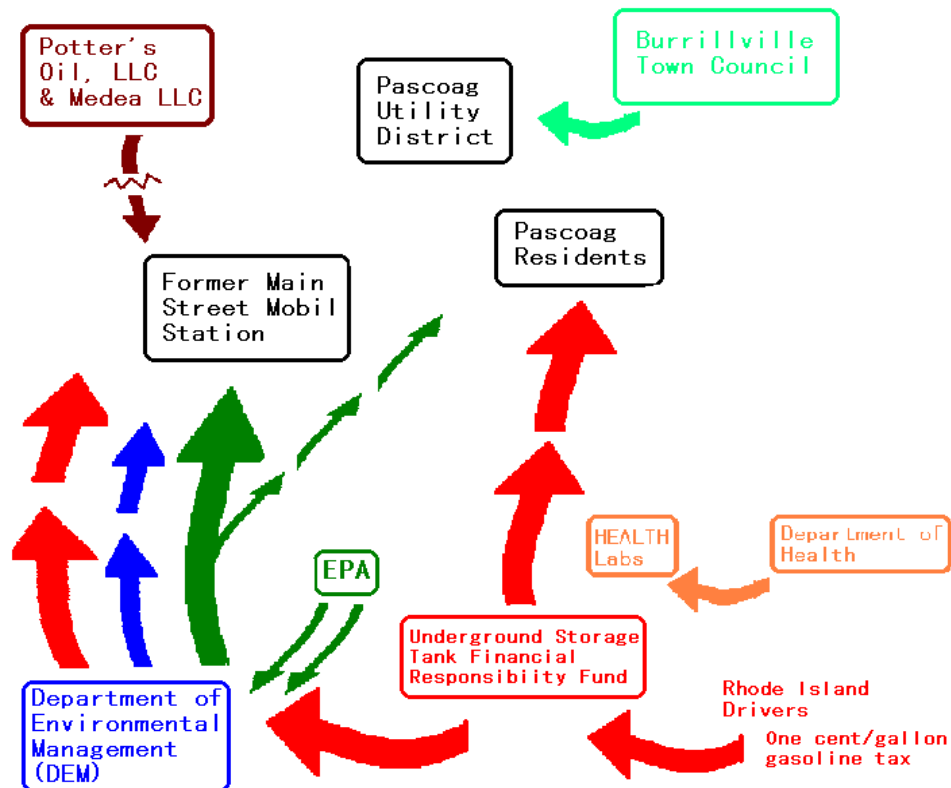 Potter's
Oil, LLC
& Medea LLC
Burrillville
Town Council
Pascoag
Utility
District
Pascoag
Residents
Former Main
Street Mobil
Station
EPA
HEALTH
Labs
Department of
Health
Underground Storage
Tank Financial
Responsibiity Fund
Department of
Environmental
Management
(DEM)
Rhode Island
Drivers
One cent/gallon
gasoline tax